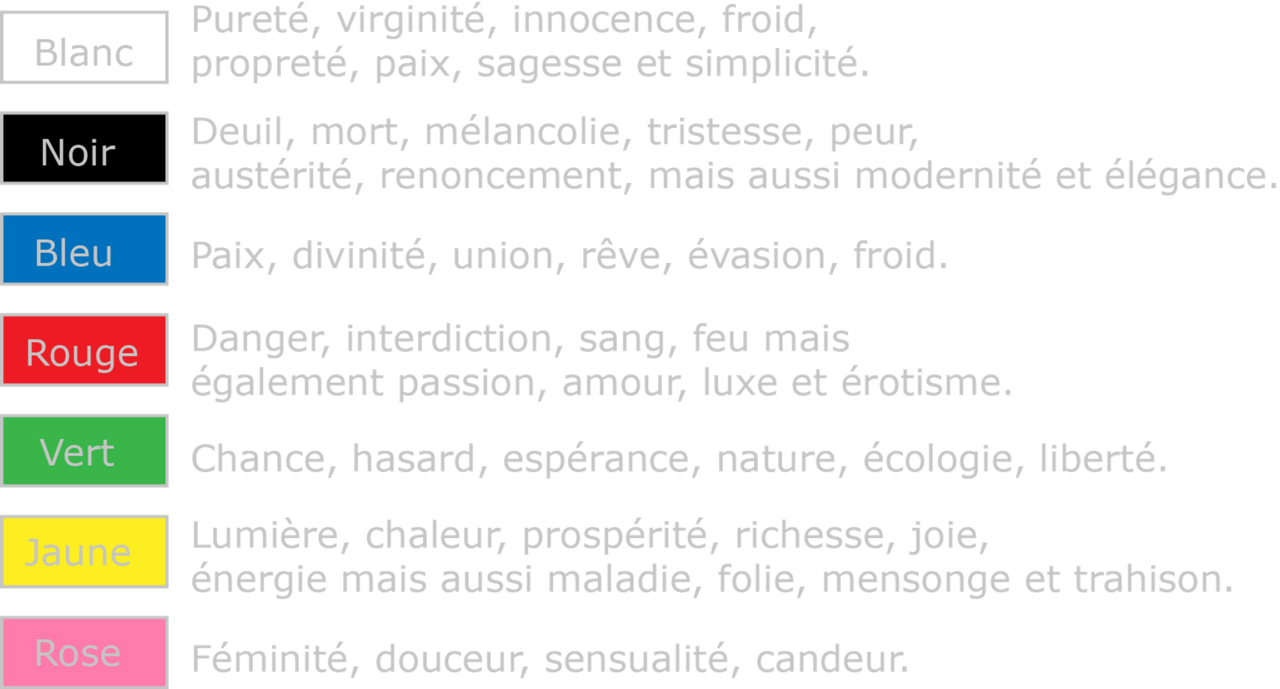 Blanc
Pureté, virginité, innocence, froid,
propreté, paix, sagesse et simplicité.
Noir
Deuil, mort, mélancolie, tristesse, peur,
austérité, renoncement, mais aussi modernité et élégance.
Bleu
Paix, divinité, union, rêve, évasion, froid.
Rouge
Danger, interdiction, sang, feu mais
également passion, amour, luxe et érotisme.
Vert
Chance, hasard, espérance, nature, écologie, liberté.
Jaune
Lumière, chaleur, prospérité, richesse, joie,
énergie mais aussi maladie, folie, mensonge et trahison.
Rose
Féminité, douceur, sensualité, candeur.